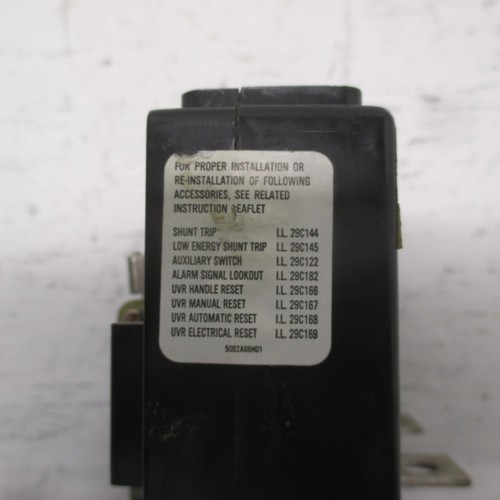 FOR PROPER INSTALLATION OR
RE-INSTALLATION OF FOLLOWING
ACCESSORIES, SEE RELATED
INSTRUCTION LEAFLET
SHUNT TRIP I.L. 29C144
LOW ENERGY SHUNT TRIP I.L. 29C145
AUXILIARY SWITCH I.L. 29C122
ALARM SIGNAL LOOKOUT I.L. 29C182
UVR HANDLE RESET I.L. 29C166
UVR MANUAL RESET I.L. 29C167
UVR AUTOMATIC RESET I.L. 29C168
UVR ELECTRICAL RESET I.L. 29C169
5092A88H01